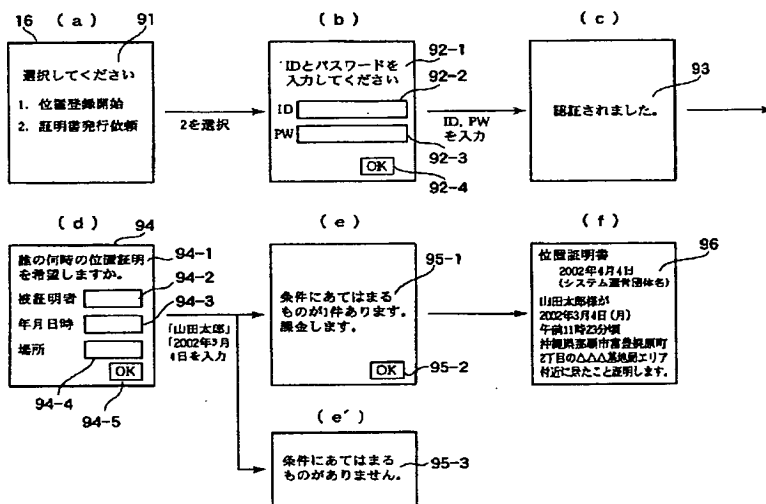 16
( a )
91
選択してください
1. 位置登録開始
2. 証明書発行依頼
2を選択
( b )
IDとパスワードを
入力してください
92-1
92-2
ID
PW
92-3
OK
92-4
ID, PW
を入力
( c )
93
認証されました。
( d )
94
誰の何時の位置証明
を希望しますか。
94-1
94-2
被証明者
94-3
年月日時
場所
OK
94-4
94-5
「山田太郎」
「2002年3月
4日を入力
( e )
95-1
条件にあてはまる
ものが1件あります。
課金します。
OK
95-2
( e′ )
条件にあてはまる
ものがありません。
95-3
( f )
96
位置証明書
2002年4月4日
(システム運営団体名)
山田太郎様が
2002年3月4日(月)
午前11時23分頃
沖縄県那覇市
2丁目の△△△基地局エリア
付近に居たこと証明します。